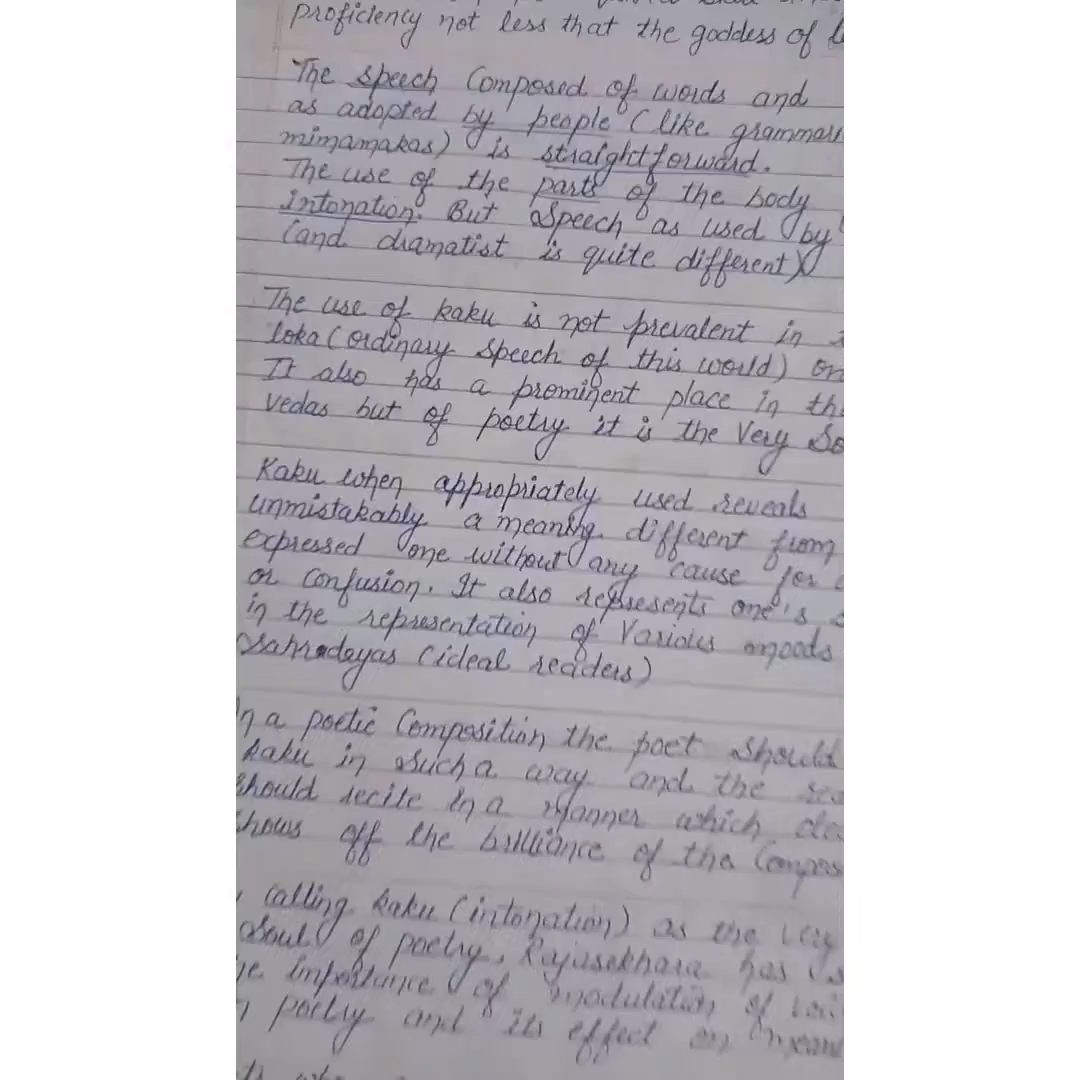 proficiency not less that the goddess of
The speech Composed of words and
as adopted by people (like
mimamakas) is straightforward.
The use of the parts of the body
intonation. But Speech as used by
(and dramatist is quite different)
The use of kaku is not prevalent in
loka (ordinary speech of this world)
It also has a prominent place in
vedas but of poetry it is the Very
Kaku when appropriately used reveals
unmistakably a meaning different from
expressed one without any cause for
or confusion. It also represents one's
in the representation of Various moods
sahradayas (ideal readers)
a poetic Composition the poet should
kaku in such a way and the
should recite in a manner which
shows off the brilliance of the
calling kaku (intonation) as the very
soul of poetry, Rajasekhara has
importance of modulation of
poetry and its effect on